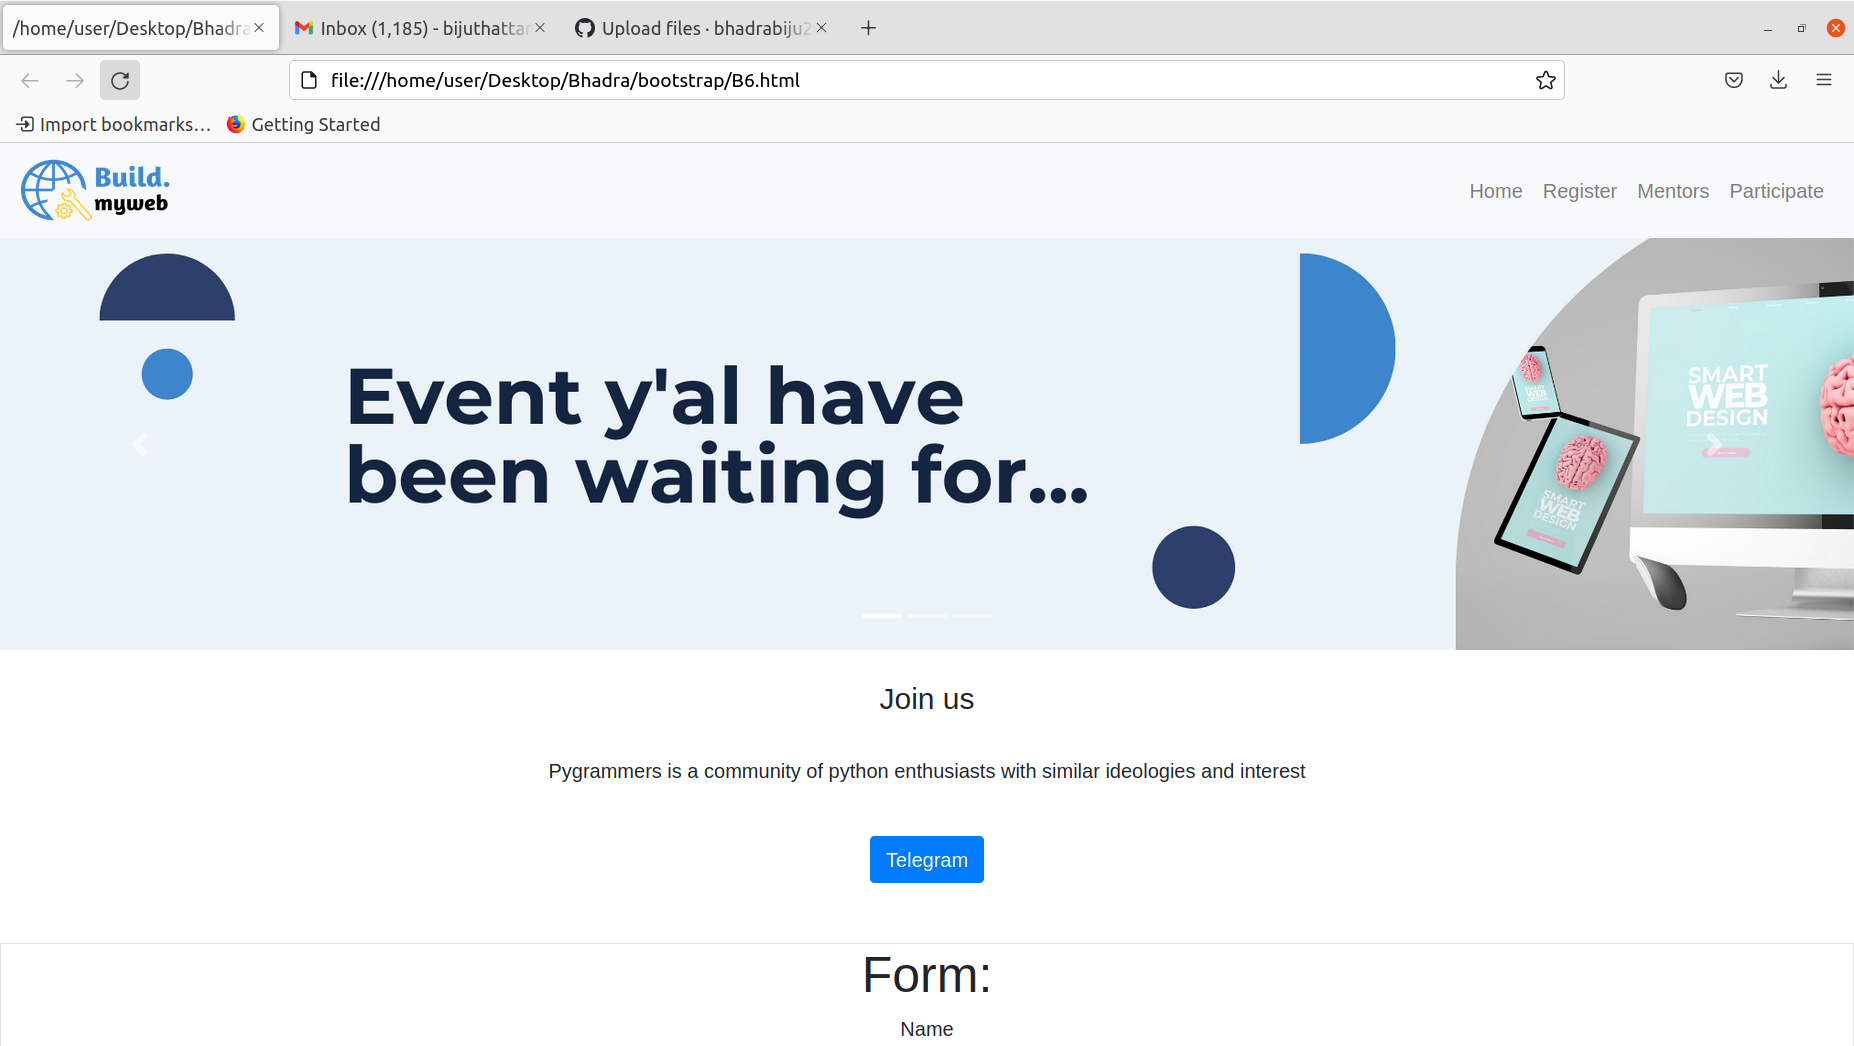 /home/user/Desktop/Bhadra
Inbox (1,185) - bijuthattar
Upload files · bhadrabiju2
file:///home/user/Desktop/Bhadra/bootstrap/B6.html
Import bookmarks...
Getting Started
Build.
myweb
Home Register Mentors Participate
Event y'al have
been waiting for...
SMART
WEB
DESIGN
SMART
WEB
DESIGN
Join us
Pygrammers is a community of python enthusiasts with similar ideologies and interest
Telegram
Form:
Name